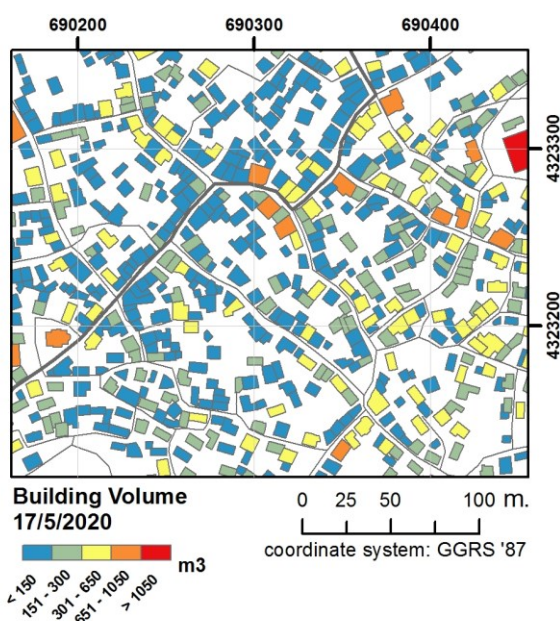 690200 690300 690400
4323300
4323200
Building Volume
17/5/2020
0 25 50 100 m.
coordinate system: GGRS '87
m3
< 150
151 - 300
301 - 650
651 - 1050
> 1050